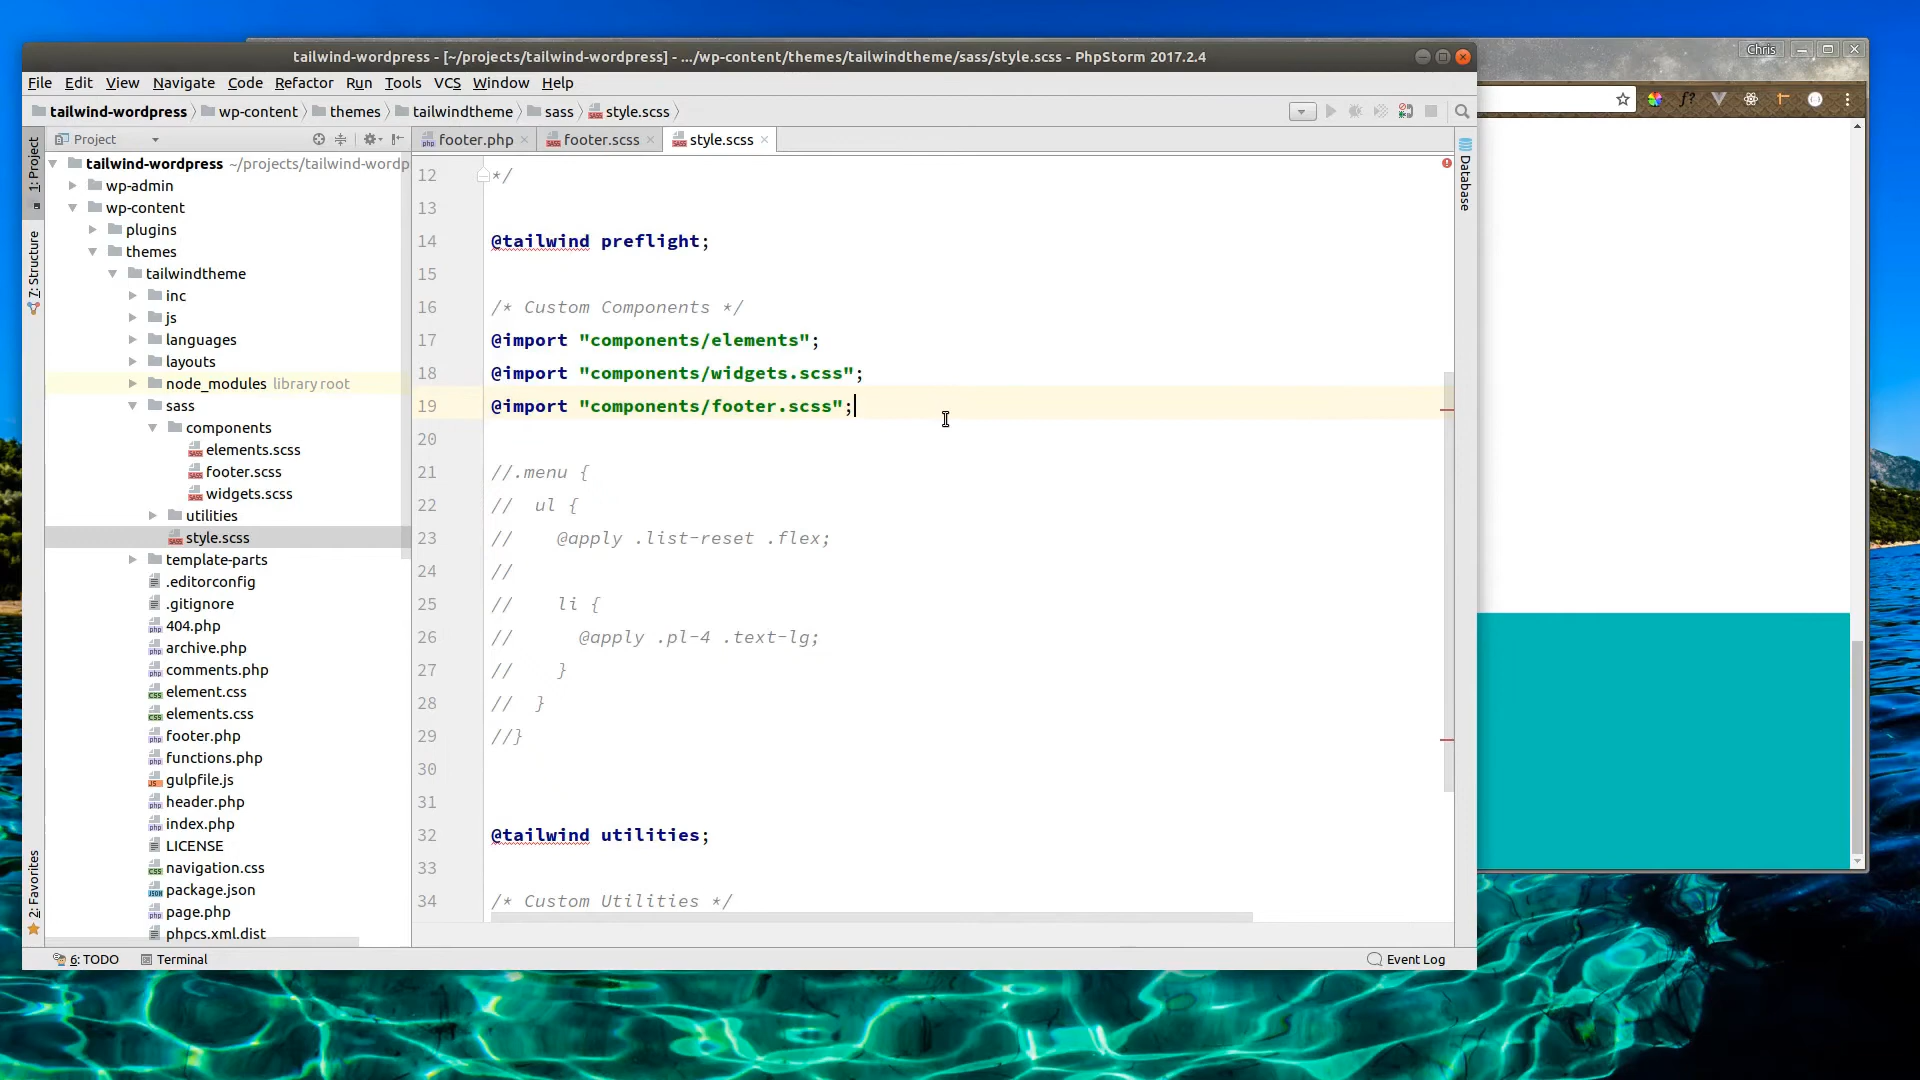 Chris
tailwind-wordpress - [~/projects/tailwind-wordpress] - .../wp-content/themes/tailwindtheme/sass/style.scss - PhpStorm 2017.2.4
File Edit View Navigate Code Refactor Run Tools VCS Window Help
tailwind-wordpress wp-content themes tailwindtheme sass style.scss
Project
footer.php footer.scss style.scss
1: Project
7: Structure
2: Favorites
Database
tailwind-wordpress ~/projects/tailwind-wordp
wp-admin
wp-content
plugins
themes
tailwindtheme
inc
js
languages
layouts
node_modules library root
sass
components
elements.scss
footer.scss
widgets.scss
utilities
style.scss
template-parts
.editorconfig
.gitignore
404.php
archive.php
comments.php
element.css
elements.css
footer.php
functions.php
gulpfile.js
header.php
index.php
LICENSE
navigation.css
package.json
page.php
phpcs.xml.dist
12 */
13
14 @tailwind preflight;
15
16 /* Custom Components */
17 @import "components/elements";
18 @import "components/widgets.scss";
19 @import "components/footer.scss";
20
21 //.menu {
22 //  ul {
23 //    @apply .list-reset .flex;
24 //
25 //    li {
26 //      @apply .pl-4 .text-lg;
27 //    }
28 //  }
29 //}
30
31
32 @tailwind utilities;
33
34 /* Custom Utilities */
6: TODO Terminal Event Log